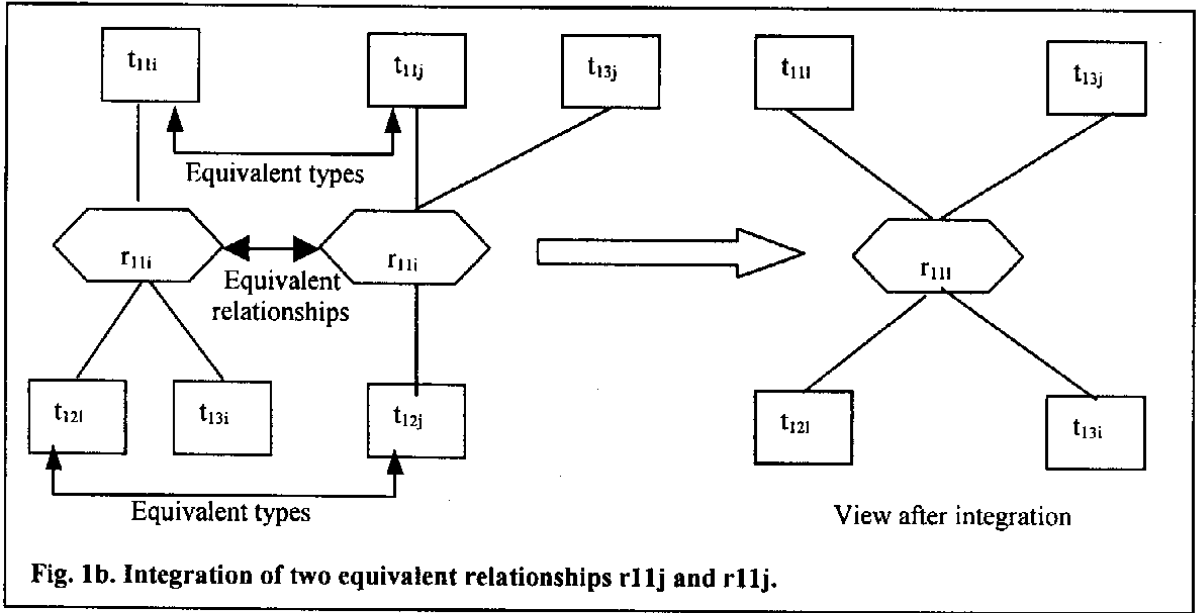 t₁₁ᵢ
t₁₁ⱼ
t₁₃ⱼ
t₁₁ₗ
t₁₃ⱼ
Equivalent types
r₁₁ᵢ
Equivalent
relationships
r₁₁ᵢ
r₁₁ₗ
t₁₂ₗ
t₁₃ᵢ
t₁₂ⱼ
t₁₂ₗ
t₁₃ᵢ
Equivalent types
View after integration
Fig. 1b. Integration of two equivalent relationships r11j and r11j.